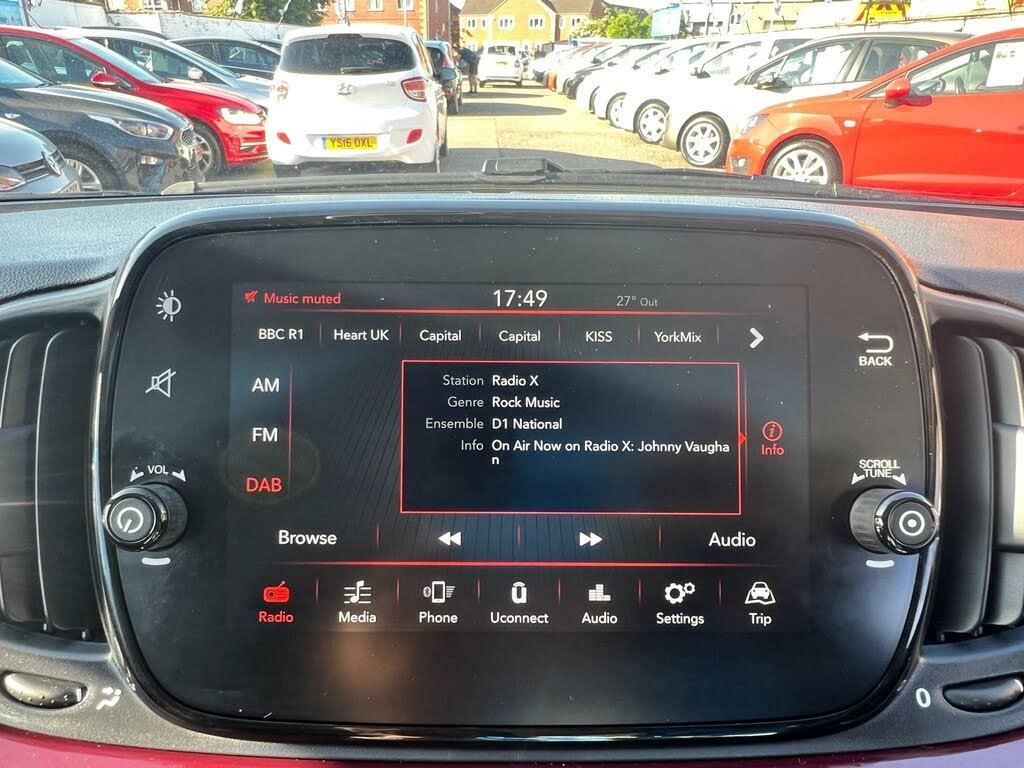 YS16 OXL
Music muted 17:49 27° Out
BBC R1 Heart UK Capital Capital KISS YorkMix
BACK
AM
FM
DAB
Station Radio X
Genre Rock Music
Ensemble D1 National
Info On Air Now on Radio X: Johnny Vaugha
n
Info
VOL
SCROLL
TUNE
Browse Audio
Radio Media Phone Uconnect Audio Settings Trip
0